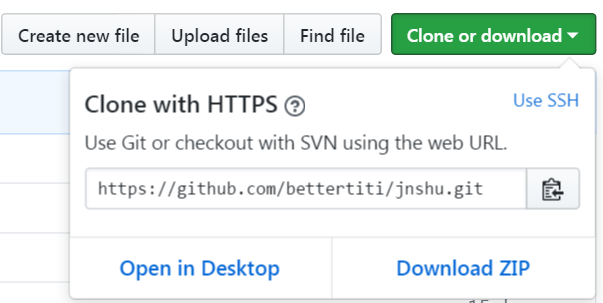 Create new file Upload files Find file Clone or download
Clone with HTTPS
Use SSH
Use Git or checkout with SVN using the web URL.
https://github.com/bettertiti/jnshu.git
Open in Desktop Download ZIP